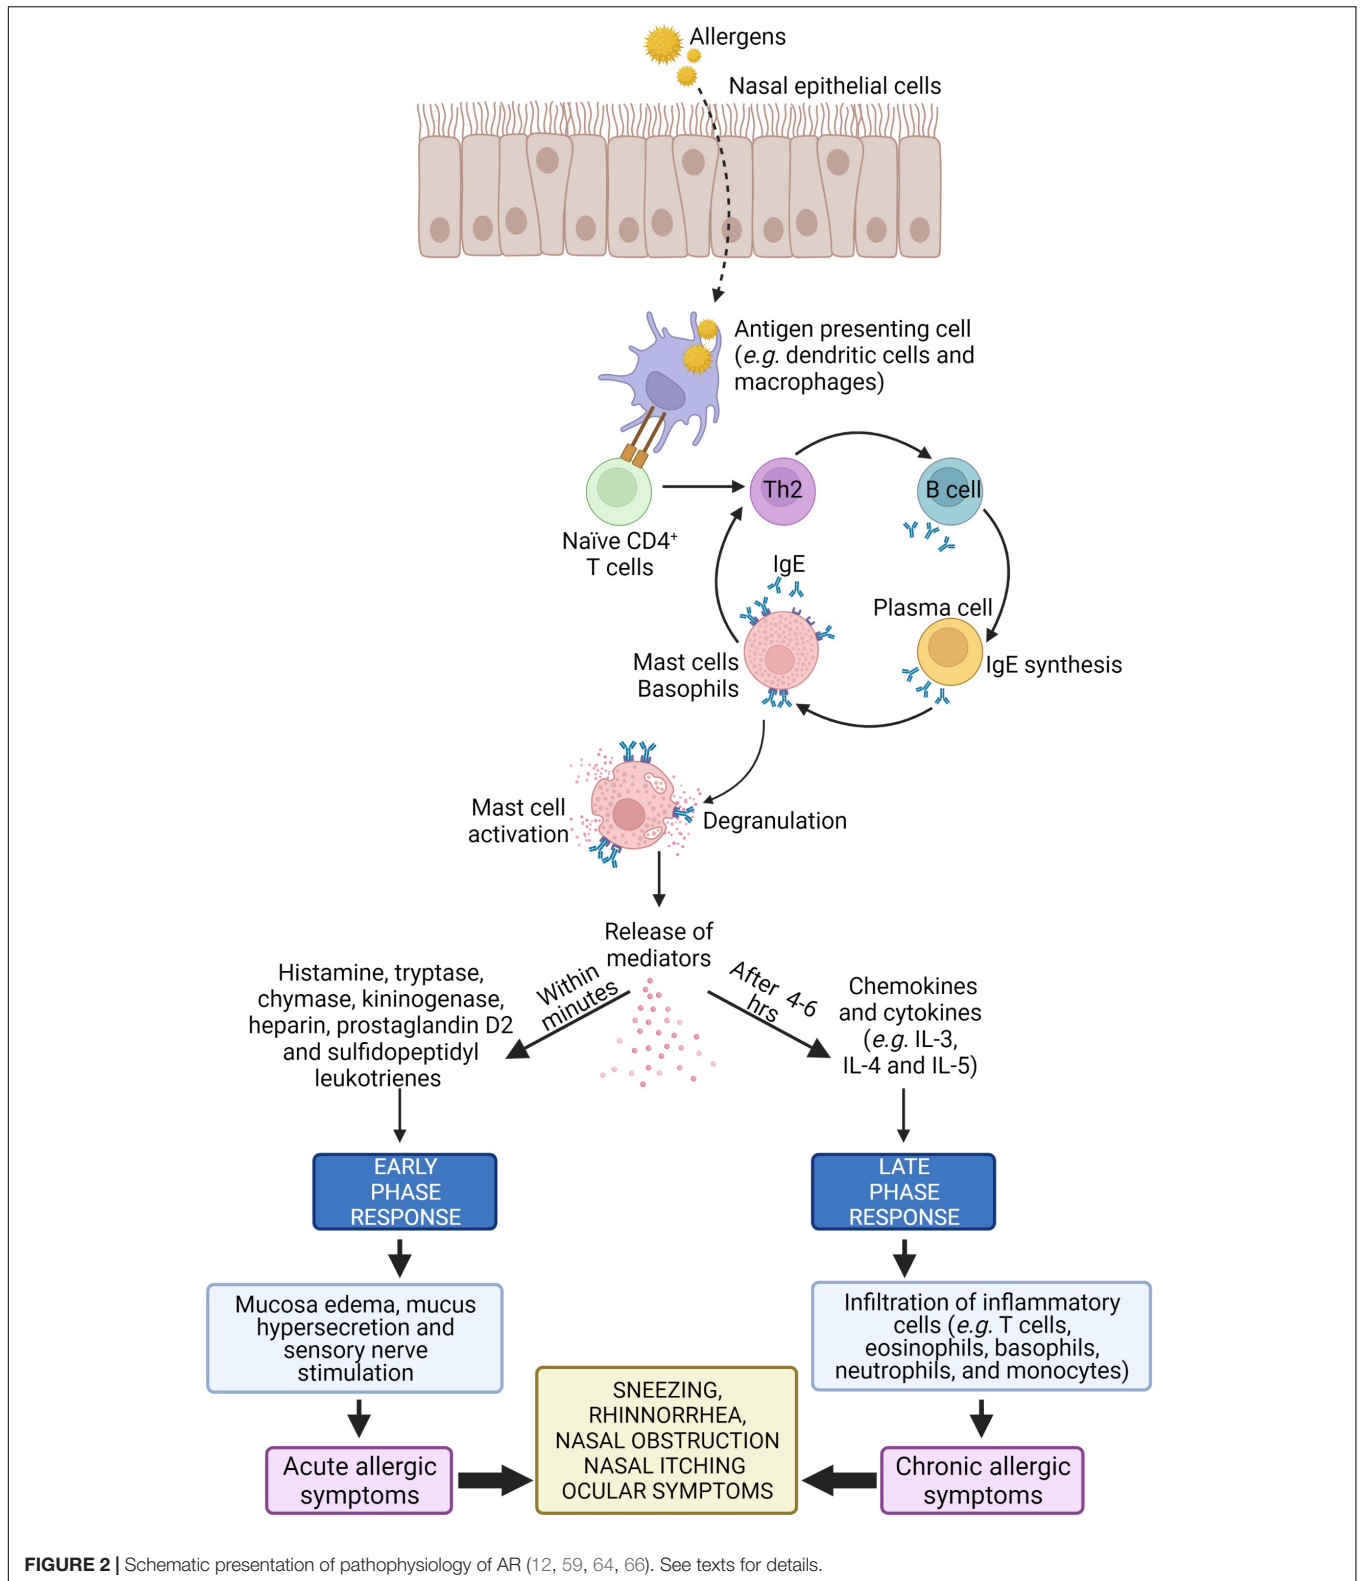 Allergens
Nasal epithelial cells
Antigen presenting cell
(e.g. dendritic cells and
macrophages)
Th2
B cell
Naïve CD4⁺
T cells
IgE
Plasma cell
IgE synthesis
Mast cells
Basophils
Mast cell
activation
Degranulation
Release of
mediators
Within
minutes
After 4-6
hrs
Histamine, tryptase,
chymase, kininogenase,
heparin, prostaglandin D2
and sulfidopeptidyl
leukotrienes
Chemokines
and cytokines
(e.g. IL-3,
IL-4 and IL-5)
EARLY
PHASE
RESPONSE
LATE
PHASE
RESPONSE
Mucosa edema, mucus
hypersecretion and
sensory nerve
stimulation
Infiltration of inflammatory
cells (e.g. T cells,
eosinophils, basophils,
neutrophils, and monocytes)
SNEEZING,
RHINNORRHEA,
NASAL OBSTRUCTION
NASAL ITCHING
OCULAR SYMPTOMS
Acute allergic
symptoms
Chronic allergic
symptoms
FIGURE 2 | Schematic presentation of pathophysiology of AR (12, 59, 64, 66). See texts for details.